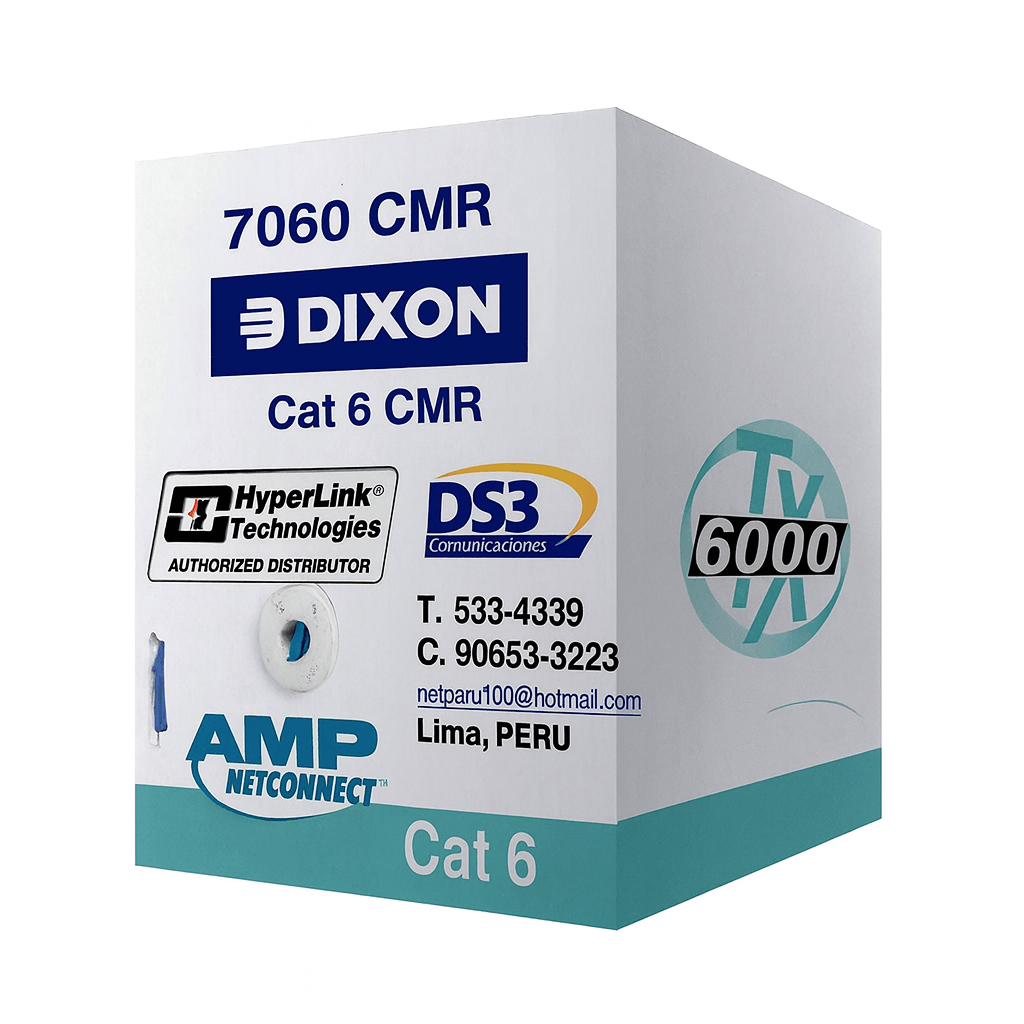 7060 CMR
DIXON
Cat 6 CMR
HyperLink®
Technologies
AUTHORIZED DISTRIBUTOR
DS3
Comunicaciones
T. 533-4339
C. 90653-3223
netparu100@hotmail.com
Lima, PERU
AMP
NETCONNECT™
Cat 6
TX
6000
TX